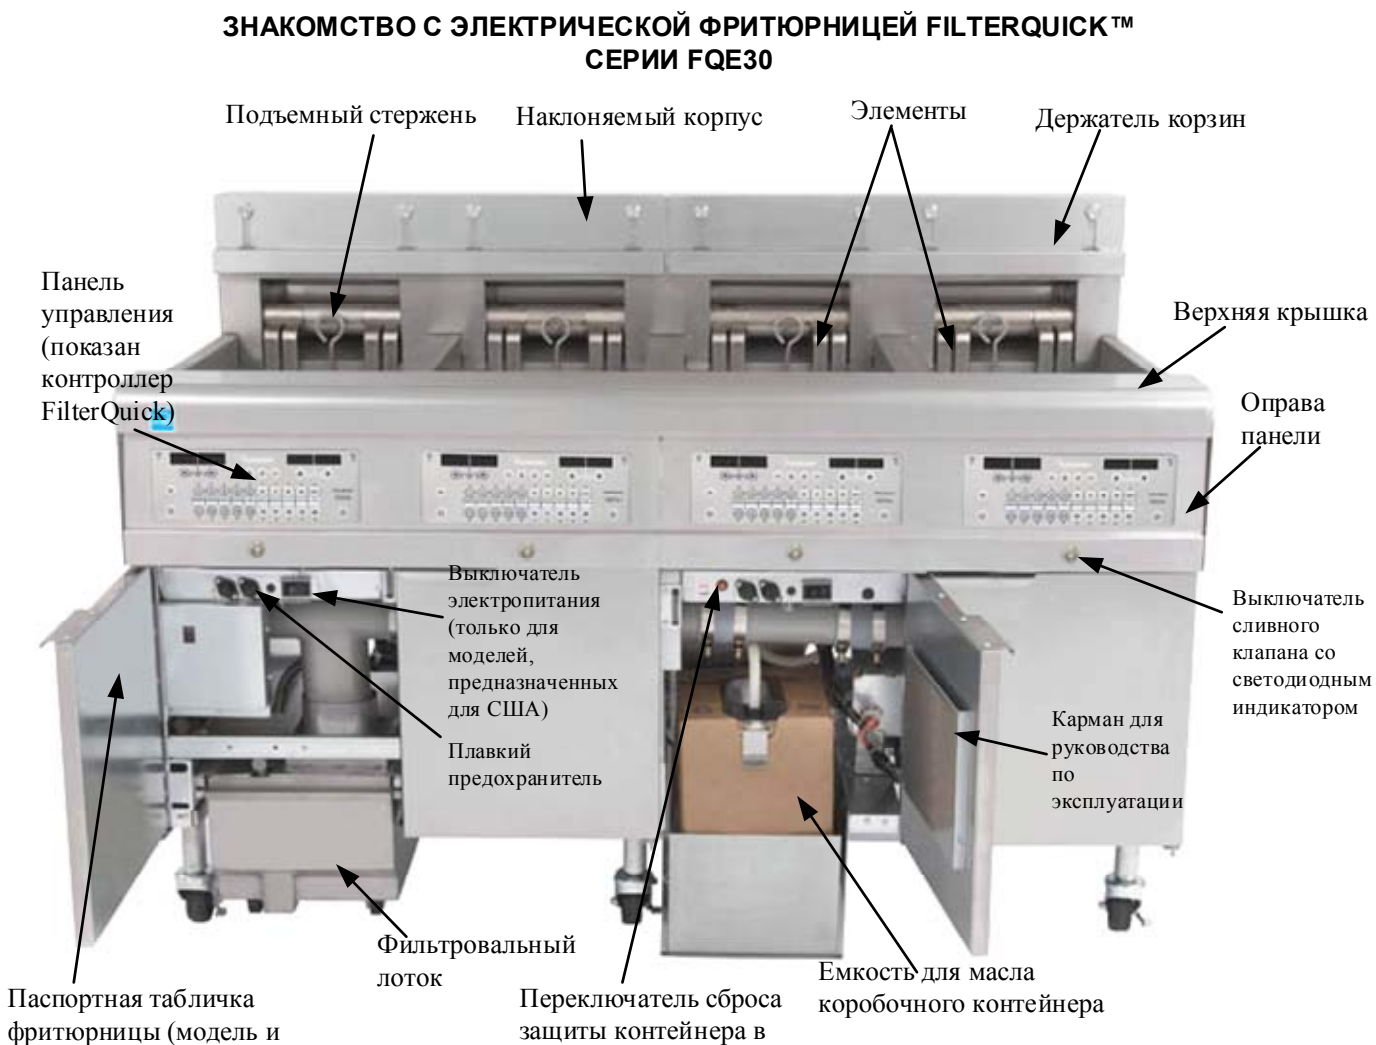 ЗНАКОМСТВО С ЭЛЕКТРИЧЕСКОЙ ФРИТЮРНИЦЕЙ FILTERQUICK™
СЕРИИ FQE30
Подъемный стержень
Наклоняемый корпус
Элементы
Держатель корзин
Панель
управления
(показан
контроллер
FilterQuick)
Верхняя крышка
Оправа
панели
Выключатель
электропитания
(только для
моделей,
предназначенных
для США)
Плавкий
предохранитель
Выключатель
сливного
клапана со
светодиодным
индикатором
Карман для
руководства
по
эксплуатации
Фильтровальный
лоток
Емкость для масла
коробочного контейнера
Паспортная табличка
фритюрницы (модель и
Переключатель сброса
защиты контейнера в